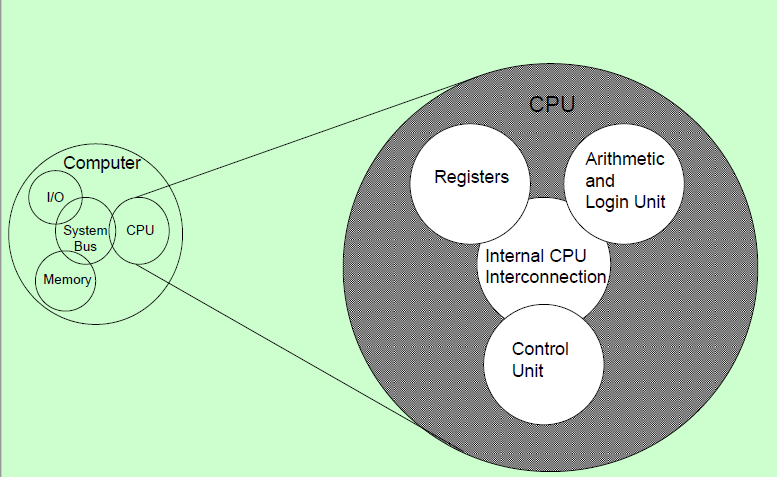 Computer
I/O
System
Bus
CPU
Memory
CPU
Registers
Arithmetic
and
Login Unit
Internal CPU
Interconnection
Control
Unit